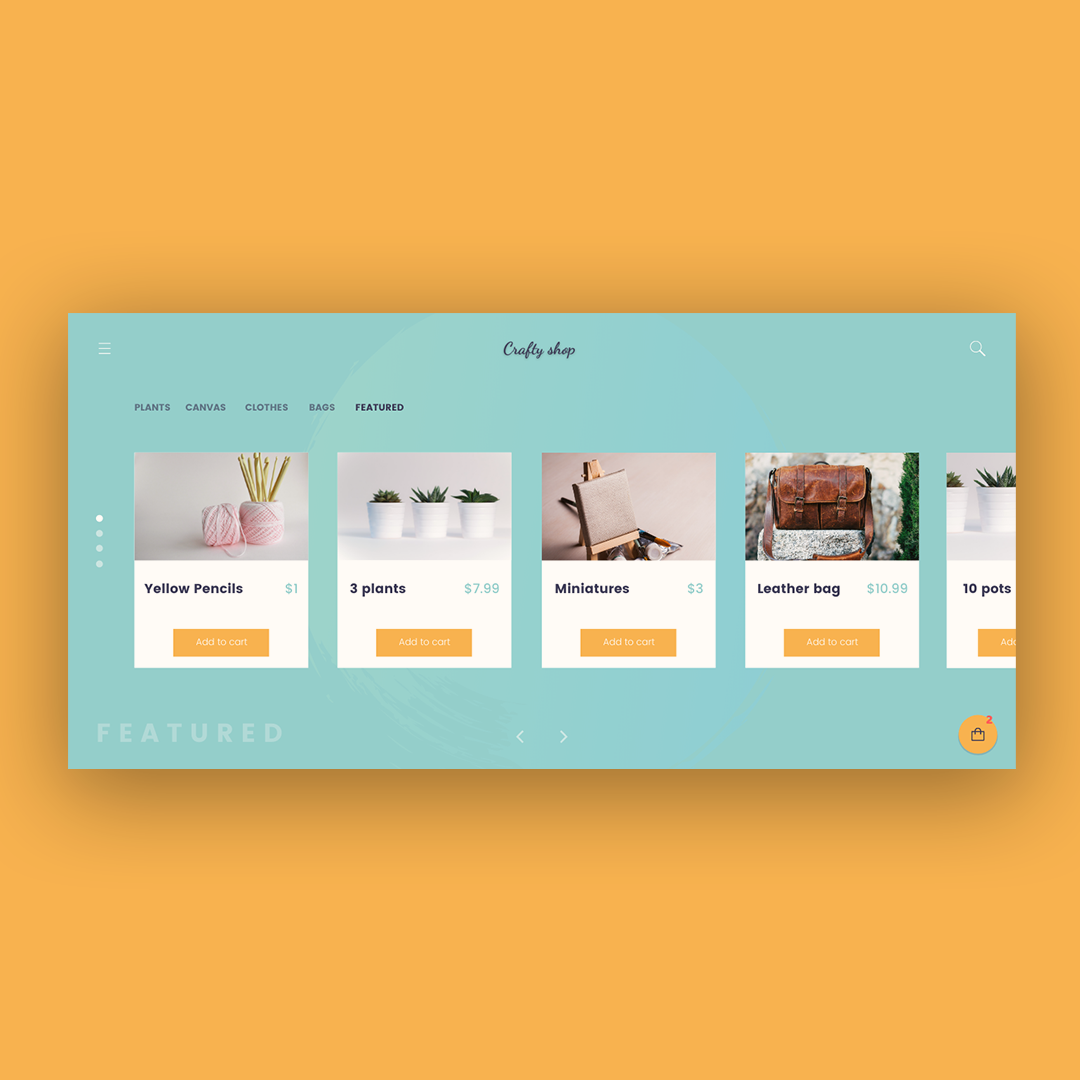 Crafty shop
PLANTS CANVAS CLOTHES BAGS FEATURED
Yellow Pencils $1
Add to cart
3 plants $7.99
Add to cart
Miniatures $3
Add to cart
Leather bag $10.99
Add to cart
10 pots
FEATURED
2